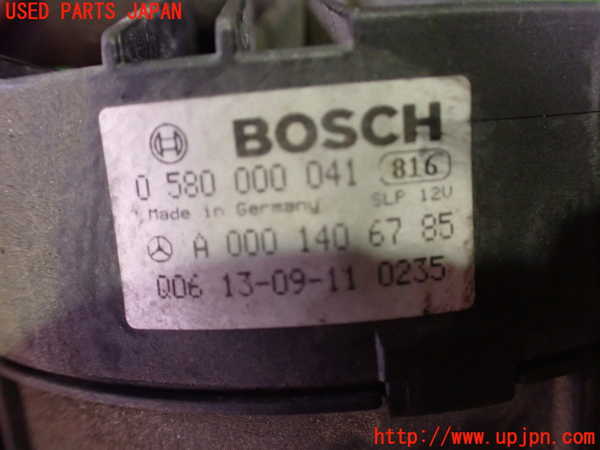 USED PARTS JAPAN
BOSCH
0 580 000 041 816
Made in Germany SLP 12V
A 000 140 67 85
Q06 13-09-11 0235
http://www.upjpn.com/